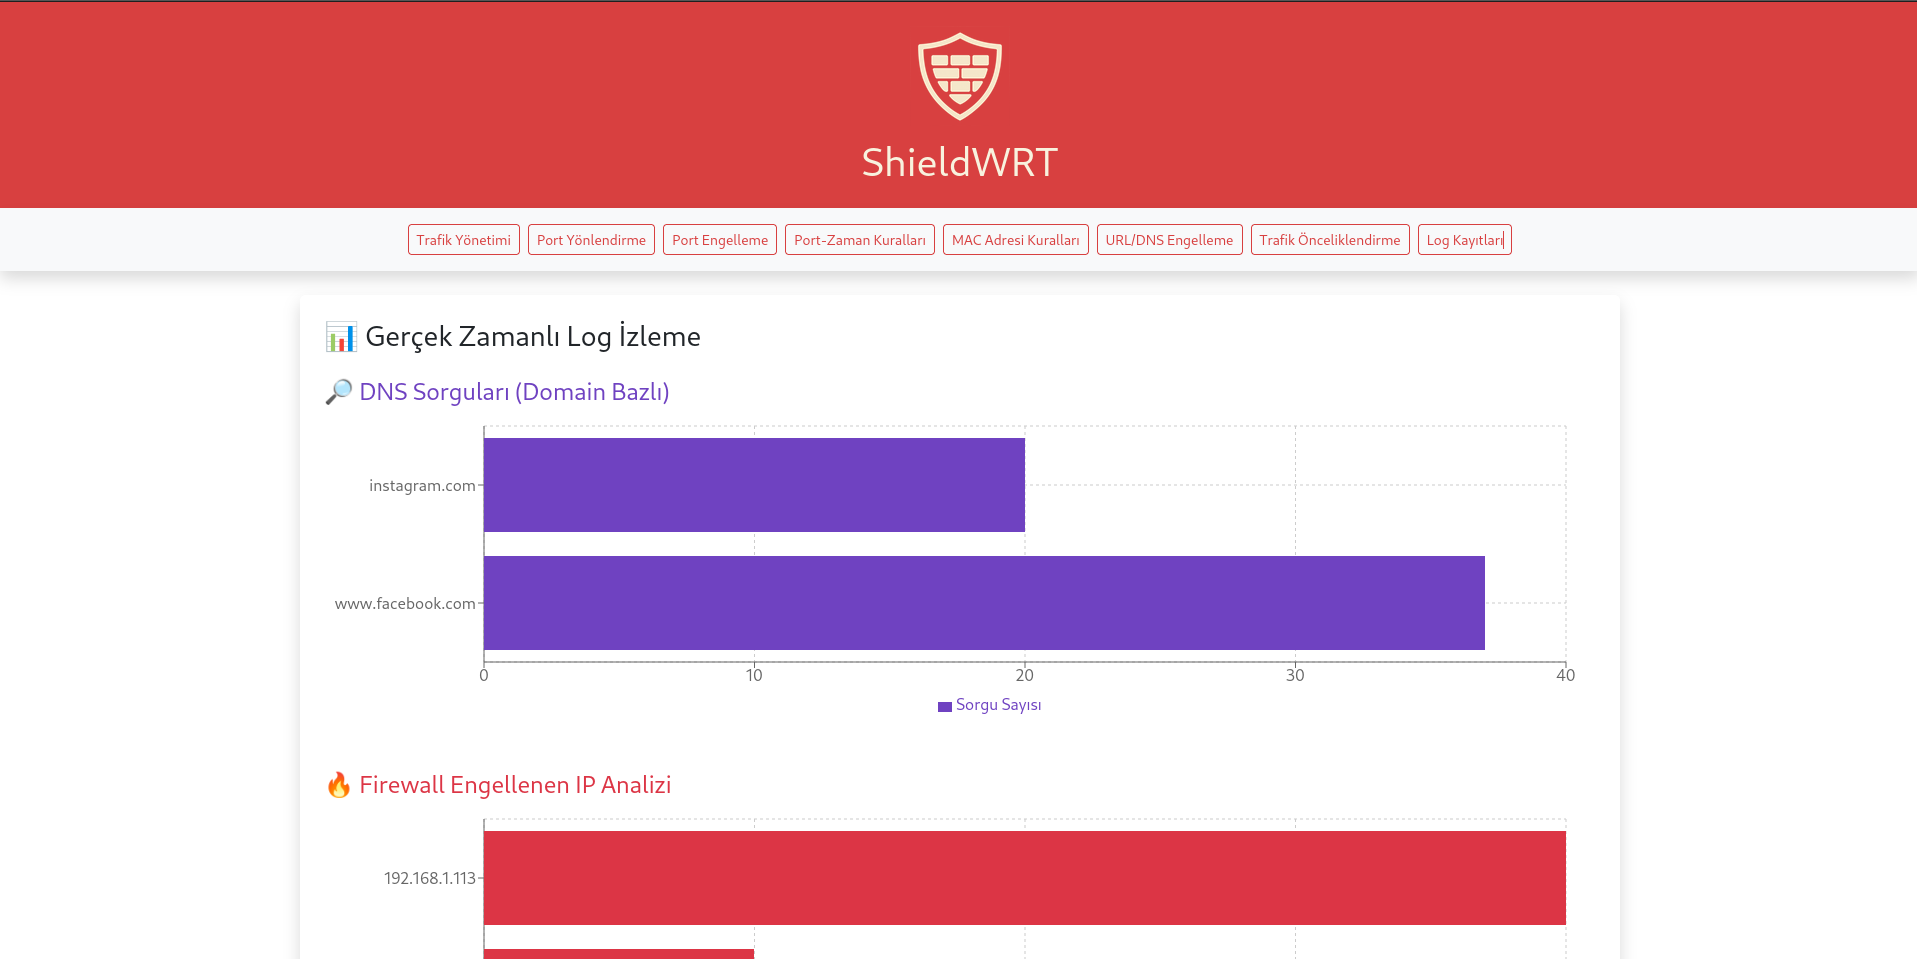 ShieldWRT
Trafik Yönetimi Port Yönlendirme Port Engelleme Port-Zaman Kuralları MAC Adresi Kuralları URL/DNS Engelleme Trafik Önceliklendirme Log Kayıtları
Gerçek Zamanlı Log İzleme
DNS Sorguları (Domain Bazlı)
instagram.com
www.facebook.com
0 10 20 30 40
Sorgu Sayısı
Firewall Engellenen IP Analizi
192.168.1.113